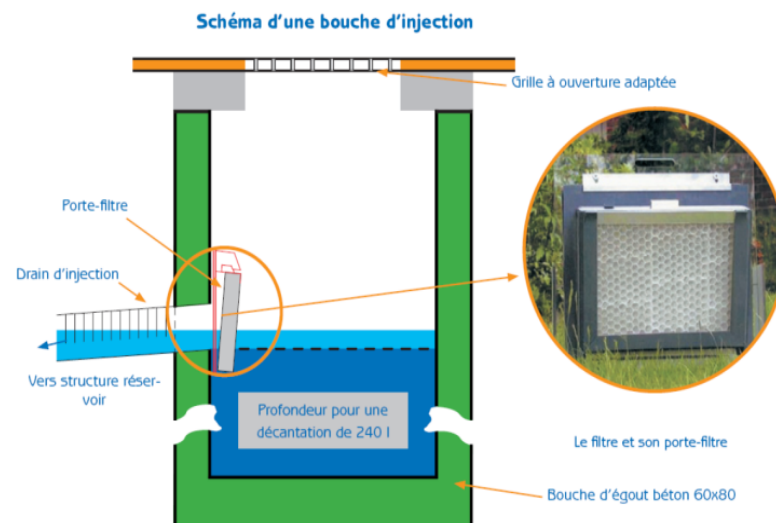 Schéma d'une bouche d'injection
Grille à ouverture adaptée
Porte-filtre
Drain d'injection
Vers structure réser-
voir
Profondeur pour une
décantation de 240 l
Le filtre et son porte-filtre
Bouche d'égout béton 60x80